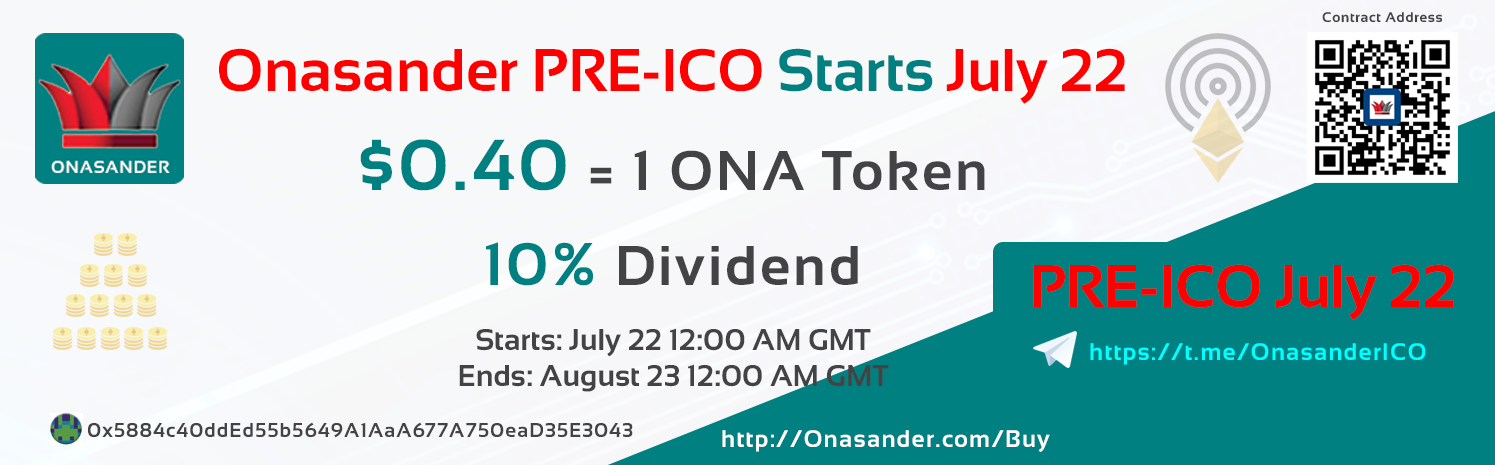 Contract Address
ONASANDER
Onasander PRE-ICO Starts July 22
$0.40 = 1 ONA Token
10% Dividend
PRE-ICO July 22
Starts: July 22 12:00 AM GMT
Ends: August 23 12:00 AM GMT
https://t.me/OnasanderICO
0x5884c40ddEd55b5649A1AaA677A750eaD35E3043
http://Onasander.com/Buy